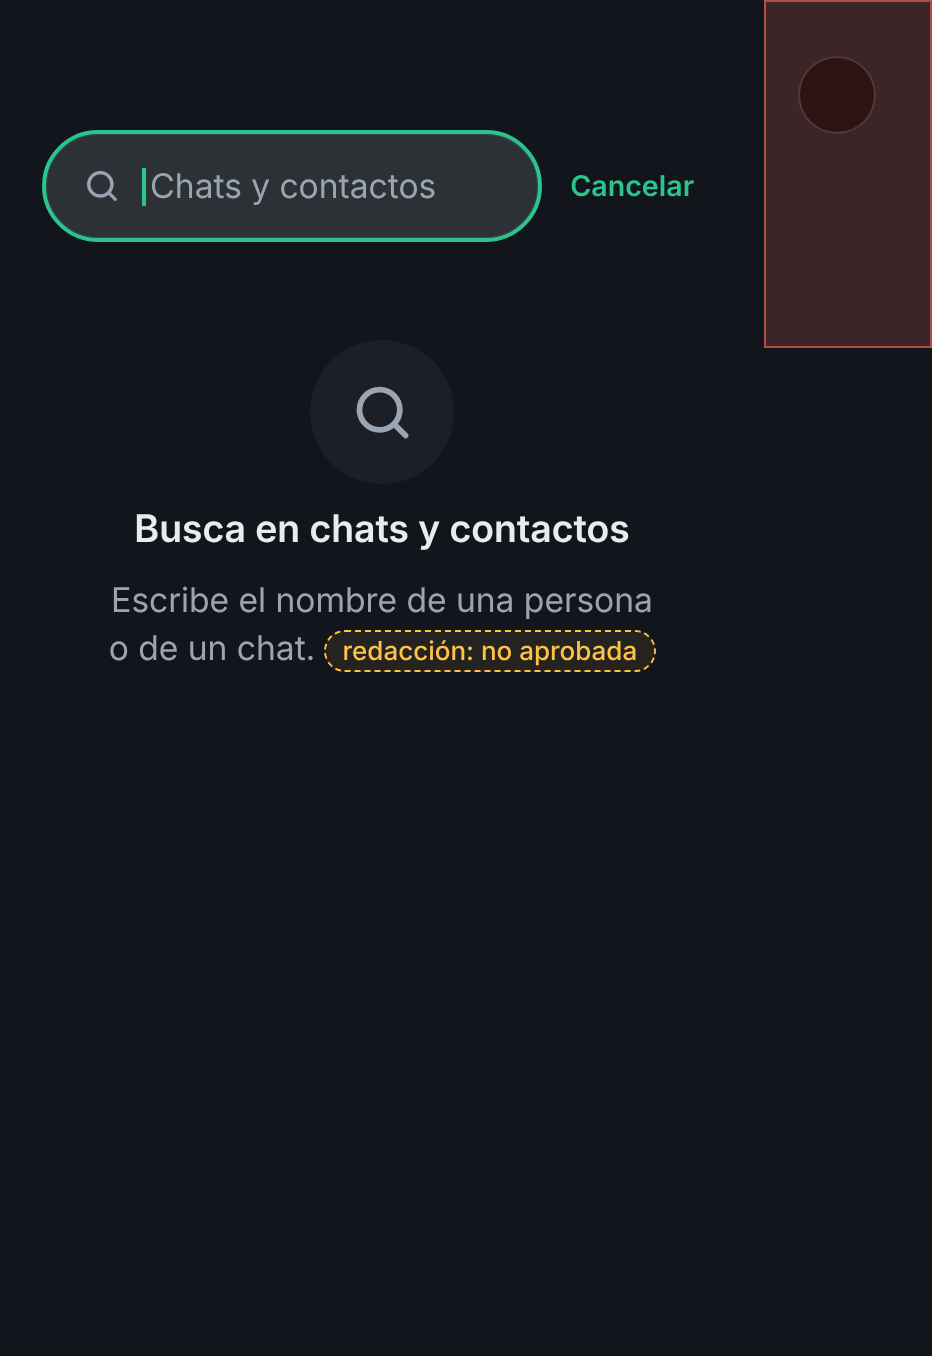 Chats y contactos
Cancelar
Busca en chats y contactos
Escribe el nombre de una persona
o de un chat. redacción: no aprobada